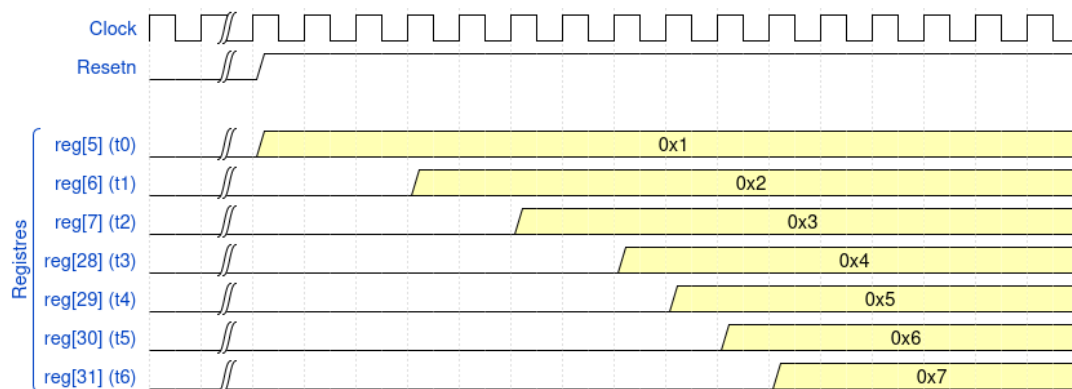 Clock
Resetn
Registres
reg[5] (t0) 0x1
reg[6] (t1) 0x2
reg[7] (t2) 0x3
reg[28] (t3) 0x4
reg[29] (t4) 0x5
reg[30] (t5) 0x6
reg[31] (t6) 0x7